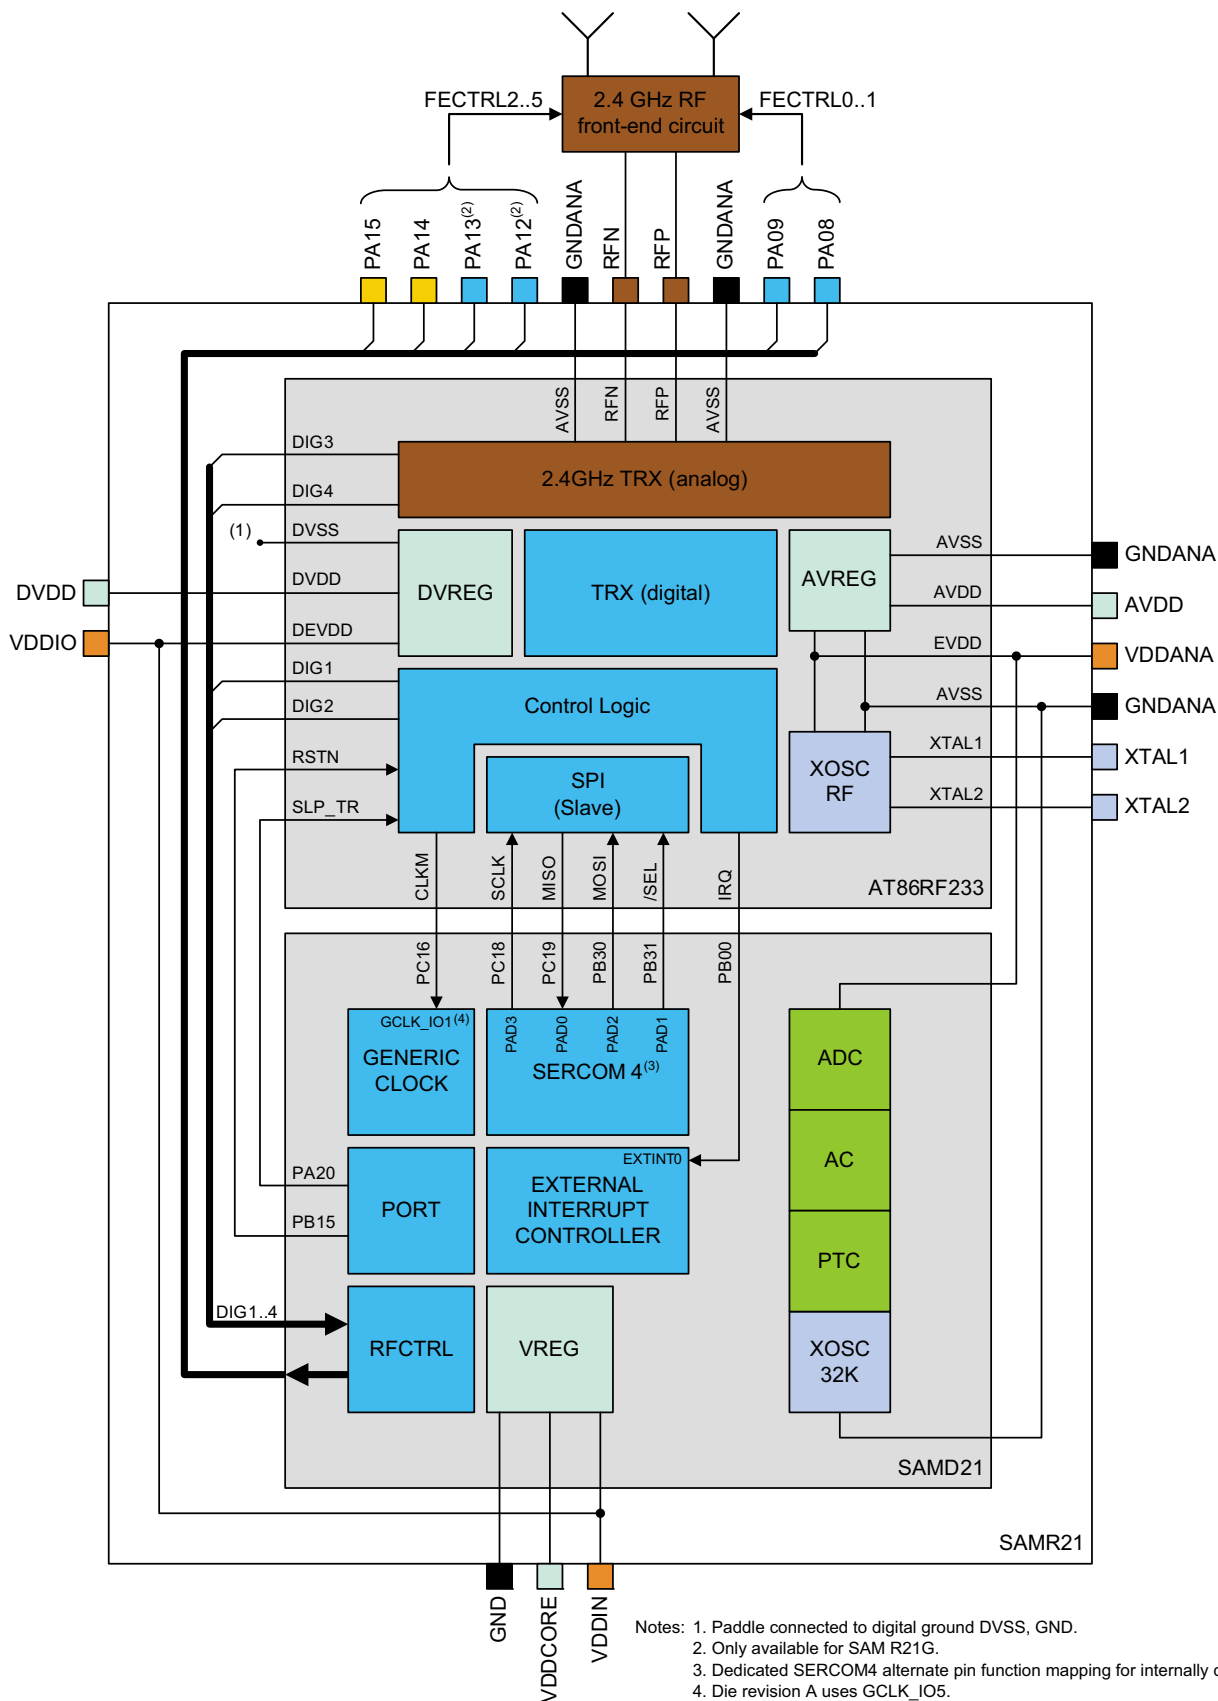 FECTRL2..5
2.4 GHz RF
front-end circuit
FECTRL0..1
PA15
PA14
PA13(2)
PA12(2)
GNDANA
RFN
RFP
GNDANA
PA09
PA08
AVSS
RFN
RFP
AVSS
DIG3
2.4GHz TRX (analog)
DIG4
(1)
DVSS
DVDD
DVDD
DVREG
TRX (digital)
AVREG
AVSS
GNDANA
AVDD
AVDD
VDDIO
DEVDD
EVDD
VDDANA
DIG1
DIG2
Control Logic
AVSS
GNDANA
RSTN
SPI
(Slave)
XOSC
RF
XTAL1
XTAL1
SLP_TR
XTAL2
XTAL2
CLKM
SCLK
MISO
MOSI
/SEL
IRQ
AT86RF233
PC16
PC18
PC19
PB30
PB31
PB00
GCLK_IO1(4)
GENERIC
CLOCK
PAD3
PAD0
PAD2
PAD1
SERCOM 4(3)
ADC
AC
PTC
XOSC
32K
PA20
PB15
PORT
EXTINT0
EXTERNAL
INTERRUPT
CONTROLLER
DIG1..4
RFCTRL
VREG
SAMD21
SAMR21
GND
VDDCORE
VDDIN
Notes: 1. Paddle connected to digital ground DVSS, GND.
2. Only available for SAM R21G.
3. Dedicated SERCOM4 alternate pin function mapping for internally
4. Die revision A uses GCLK_IO5.